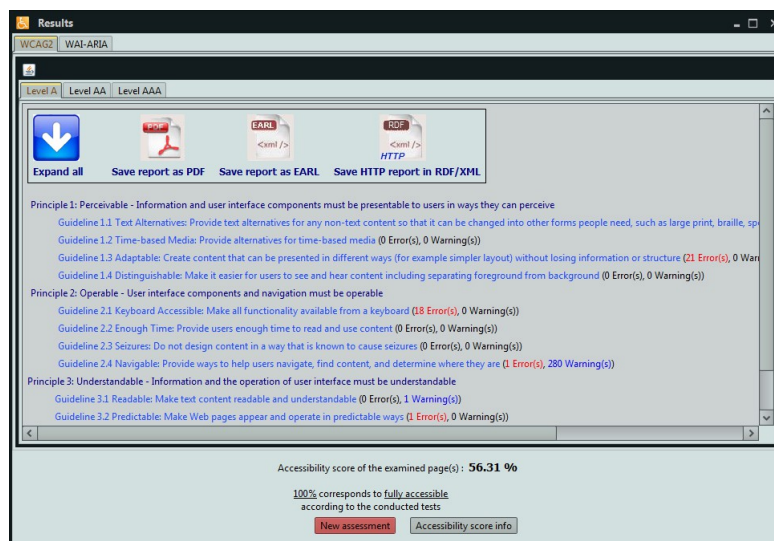 Results
WCAG2 WAI-ARIA
Level A Level AA Level AAA
PDF EARL RDF
<xml /> <xml />
HTTP
Expand all Save report as PDF Save report as EARL Save HTTP report in RDF/XML
Principle 1: Perceivable - Information and user interface components must be presentable to users in ways they can perceive
Guideline 1.1 Text Alternatives: Provide text alternatives for any non-text content so that it can be changed into other forms people need, such as large print, braille,
Guideline 1.2 Time-based Media: Provide alternatives for time-based media (0 Error(s), 0 Warning(s))
Guideline 1.3 Adaptable: Create content that can be presented in different ways (for example simpler layout) without losing information or structure (21 Error(s), 0
Guideline 1.4 Distinguishable: Make it easier for users to see and hear content including separating foreground from background (0 Error(s), 0 Warning(s))
Principle 2: Operable - User interface components and navigation must be operable
Guideline 2.1 Keyboard Accessible: Make all functionality available from a keyboard (18 Error(s), 0 Warning(s))
Guideline 2.2 Enough Time: Provide users enough time to read and use content (0 Error(s), 0 Warning(s))
Guideline 2.3 Seizures: Do not design content in a way that is known to cause seizures (0 Error(s), 0 Warning(s))
Guideline 2.4 Navigable: Provide ways to help users navigate, find content, and determine where they are (1 Error(s), 280 Warning(s))
Principle 3: Understandable - Information and the operation of user interface must be understandable
Guideline 3.1 Readable: Make text content readable and understandable (0 Error(s), 1 Warning(s))
Guideline 3.2 Predictable: Make Web pages appear and operate in predictable ways (1 Error(s), 0 Warning(s))
Accessibility score of the examined page(s) : 56.31 %
100% corresponds to fully accessible
according to the conducted tests
New assessment Accessibility score info